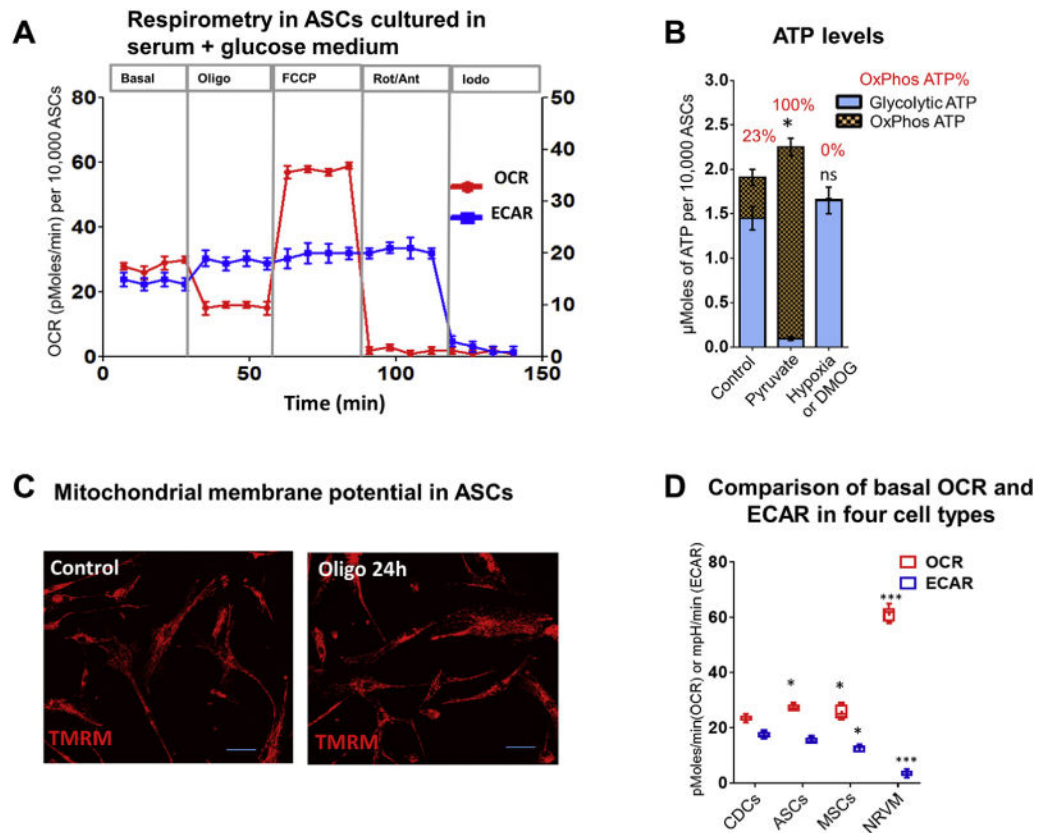 A
Respirometry in ASCs cultured in
serum + glucose medium
Basal
Oligo
FCCP
Rot/Ant
Iodo
OCR (pMoles/min) per 10,000 ASCs
80
60
40
20
0
50
40
30
20
10
0
OCR
ECAR
0
50
100
150
Time (min)
B
ATP levels
OxPhos ATP%
Glycolytic ATP
OxPhos ATP
µMoles of ATP per 10,000 ASCs
3.0
2.5
2.0
1.5
1.0
0.5
0.0
23%
100%
*
0%
ns
Control
Pyruvate
Hypoxia
or DMOG
C
Mitochondrial membrane potential in ASCs
Control
TMRM
Oligo 24h
TMRM
D
Comparison of basal OCR and
ECAR in four cell types
pMoles/min(OCR) or mpH/min (ECAR)
80
60
40
20
0
OCR
ECAR
*
*
*
***
***
CDCs
ASCs
MSCs
NRVM